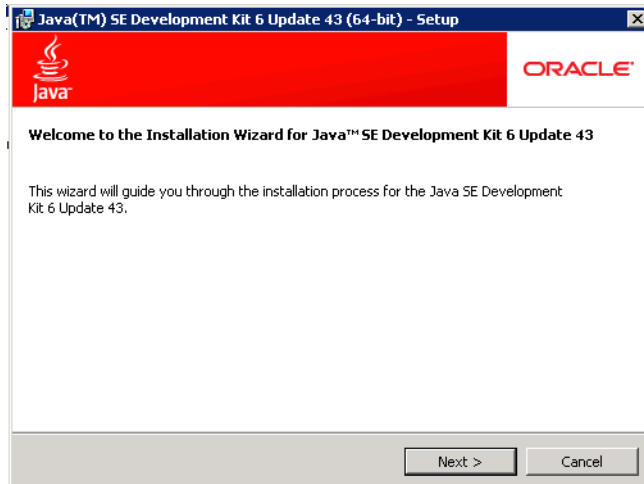 Java(TM) SE Development Kit 6 Update 43 (64-bit) - Setup
Java™
ORACLE®
Welcome to the Installation Wizard for Java™ SE Development Kit 6 Update 43
This wizard will guide you through the installation process for the Java SE Development
Kit 6 Update 43.
Next >
Cancel